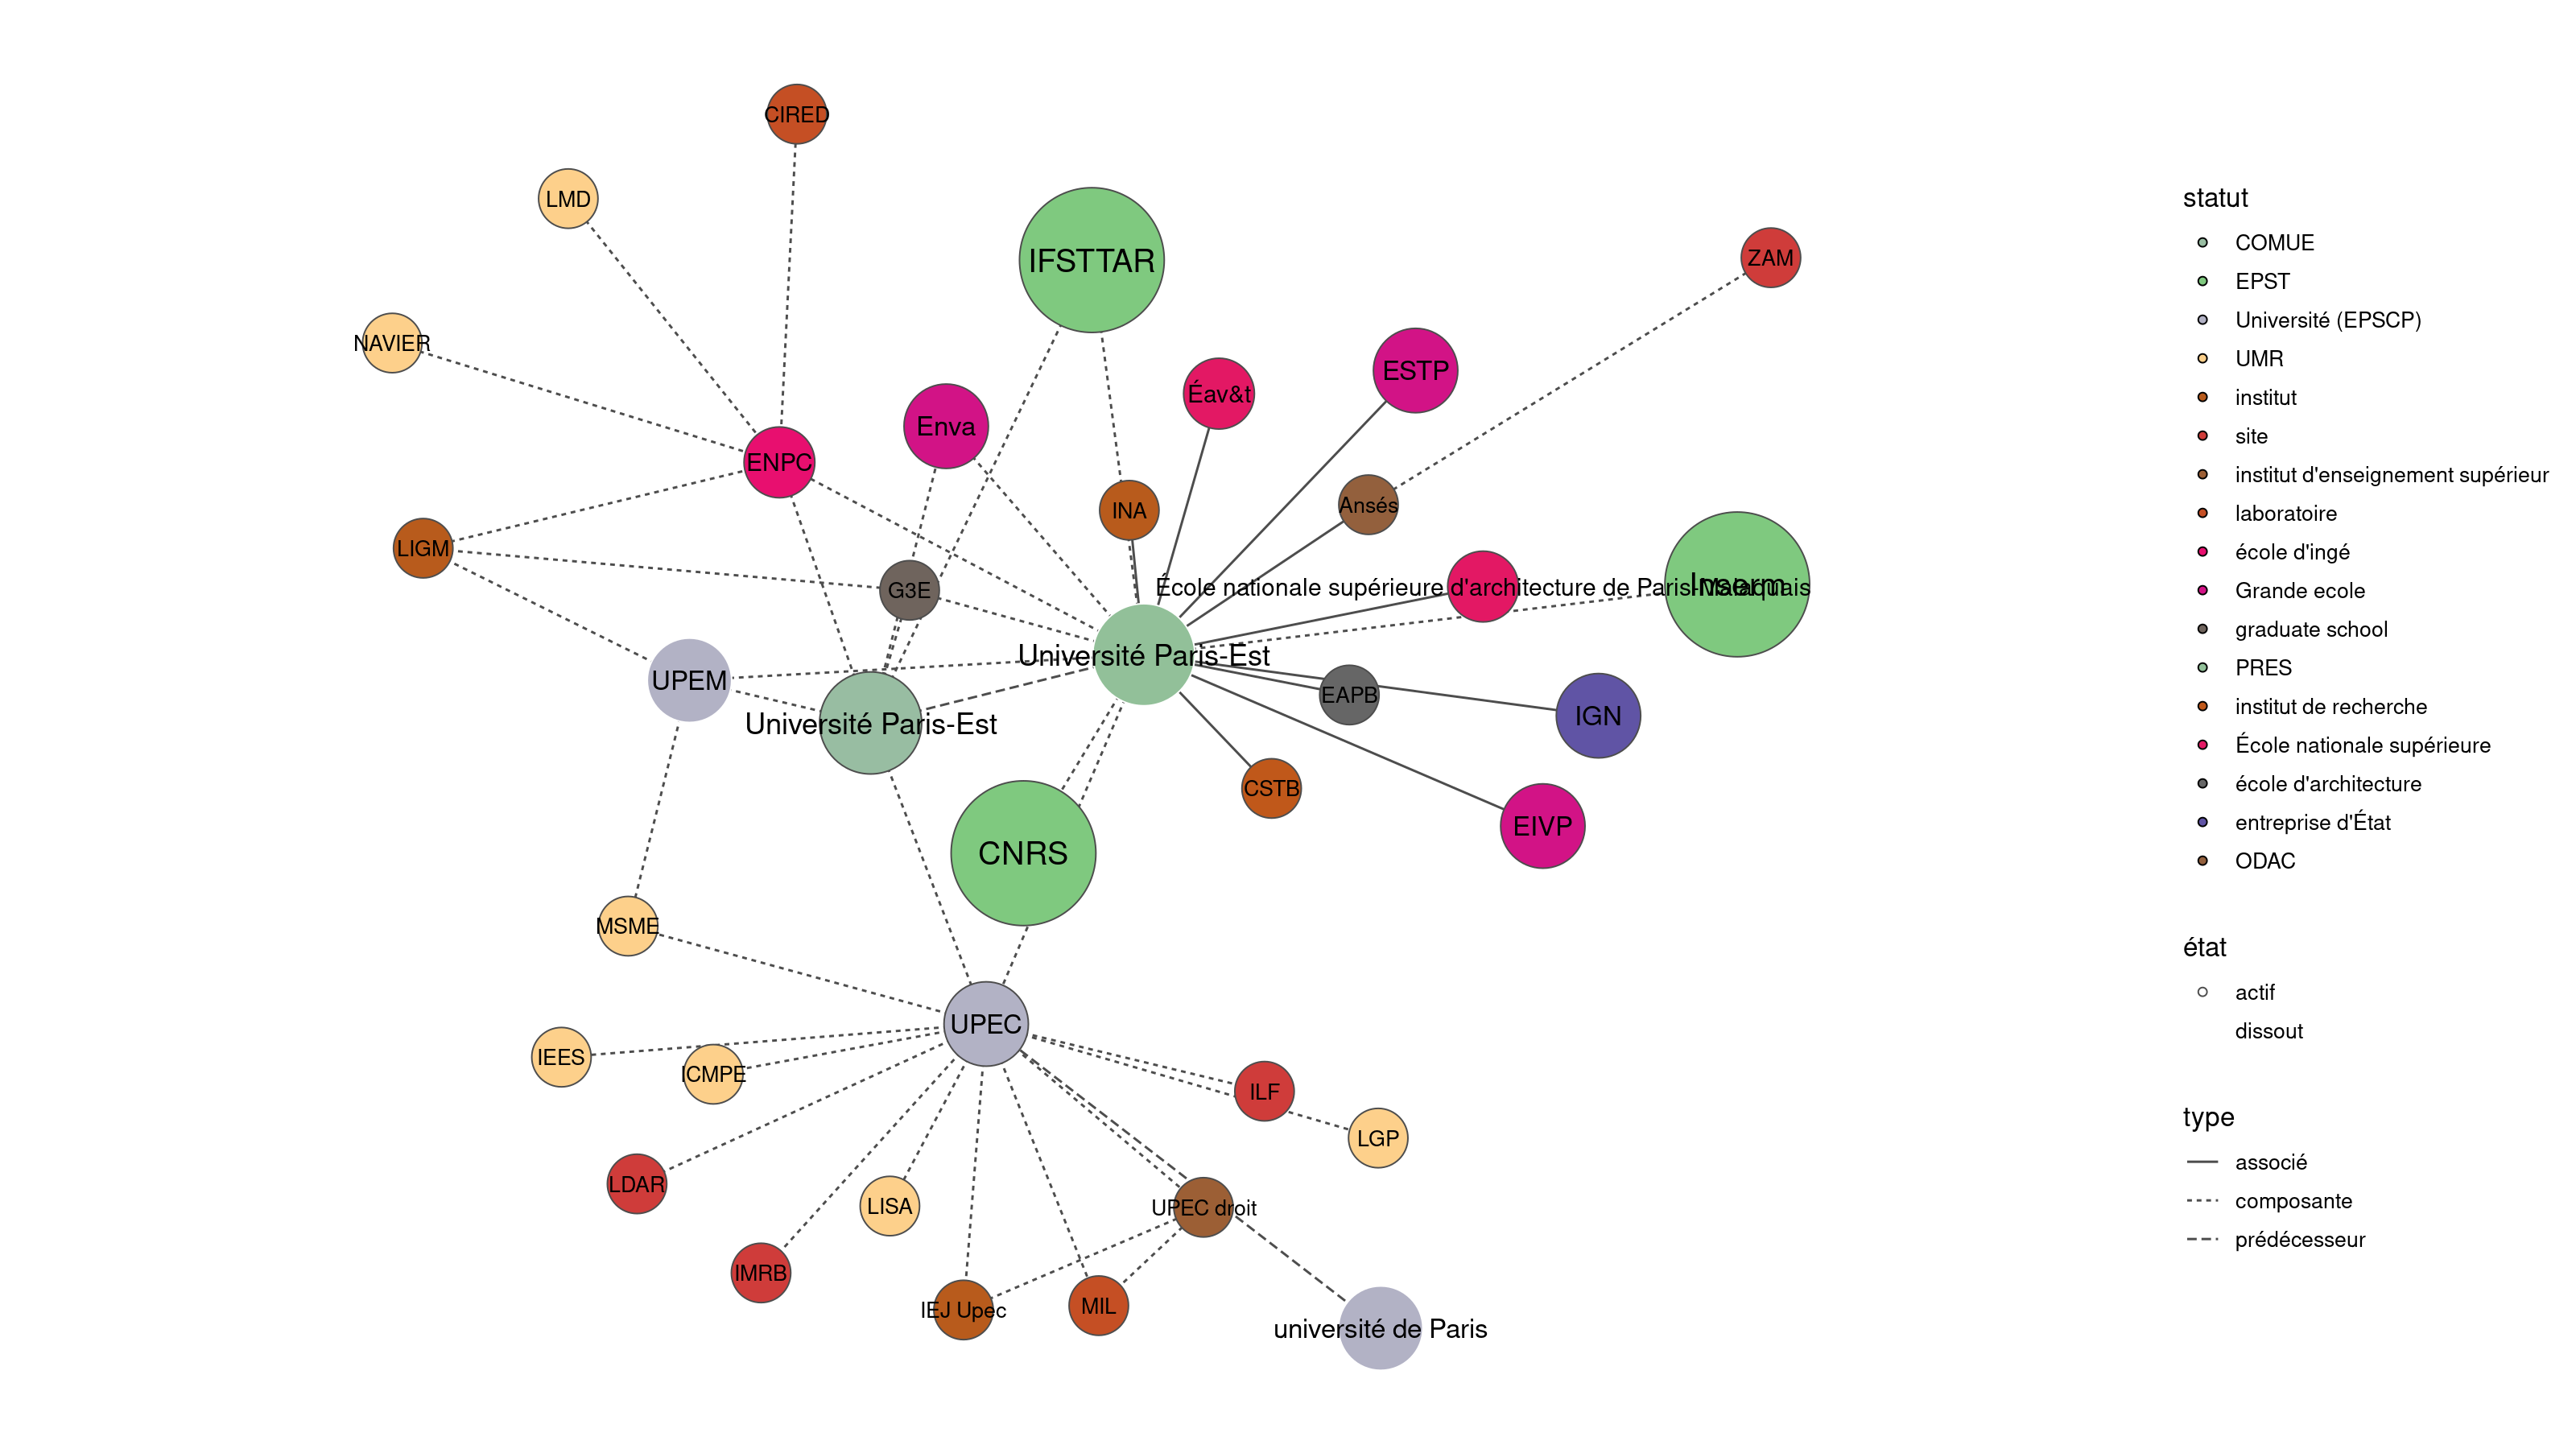 CIRED
LMD
IFSTTAR
ZAM
NAVIER
ESTP
Éav&t
Enva
ENPC
Ansés
INA
LIGM
G3E
École nationale supérieure d'architecture de Paris-Malaquais
Inserm
Université Paris-Est
UPEM
EAPB
IGN
Université Paris-Est
CSTB
EIVP
CNRS
MSME
UPEC
IEES
ICMPE
ILF
LGP
LDAR
LISA
UPEC droit
IMRB
IEJ Upec
MIL
université de Paris
statut
COMUE
EPST
Université (EPSCP)
UMR
institut
site
institut d'enseignement supérieur
laboratoire
école d'ingé
Grande ecole
graduate school
PRES
institut de recherche
École nationale supérieure
école d'architecture
entreprise d'État
ODAC
état
actif
dissout
type
associé
composante
prédécesseur